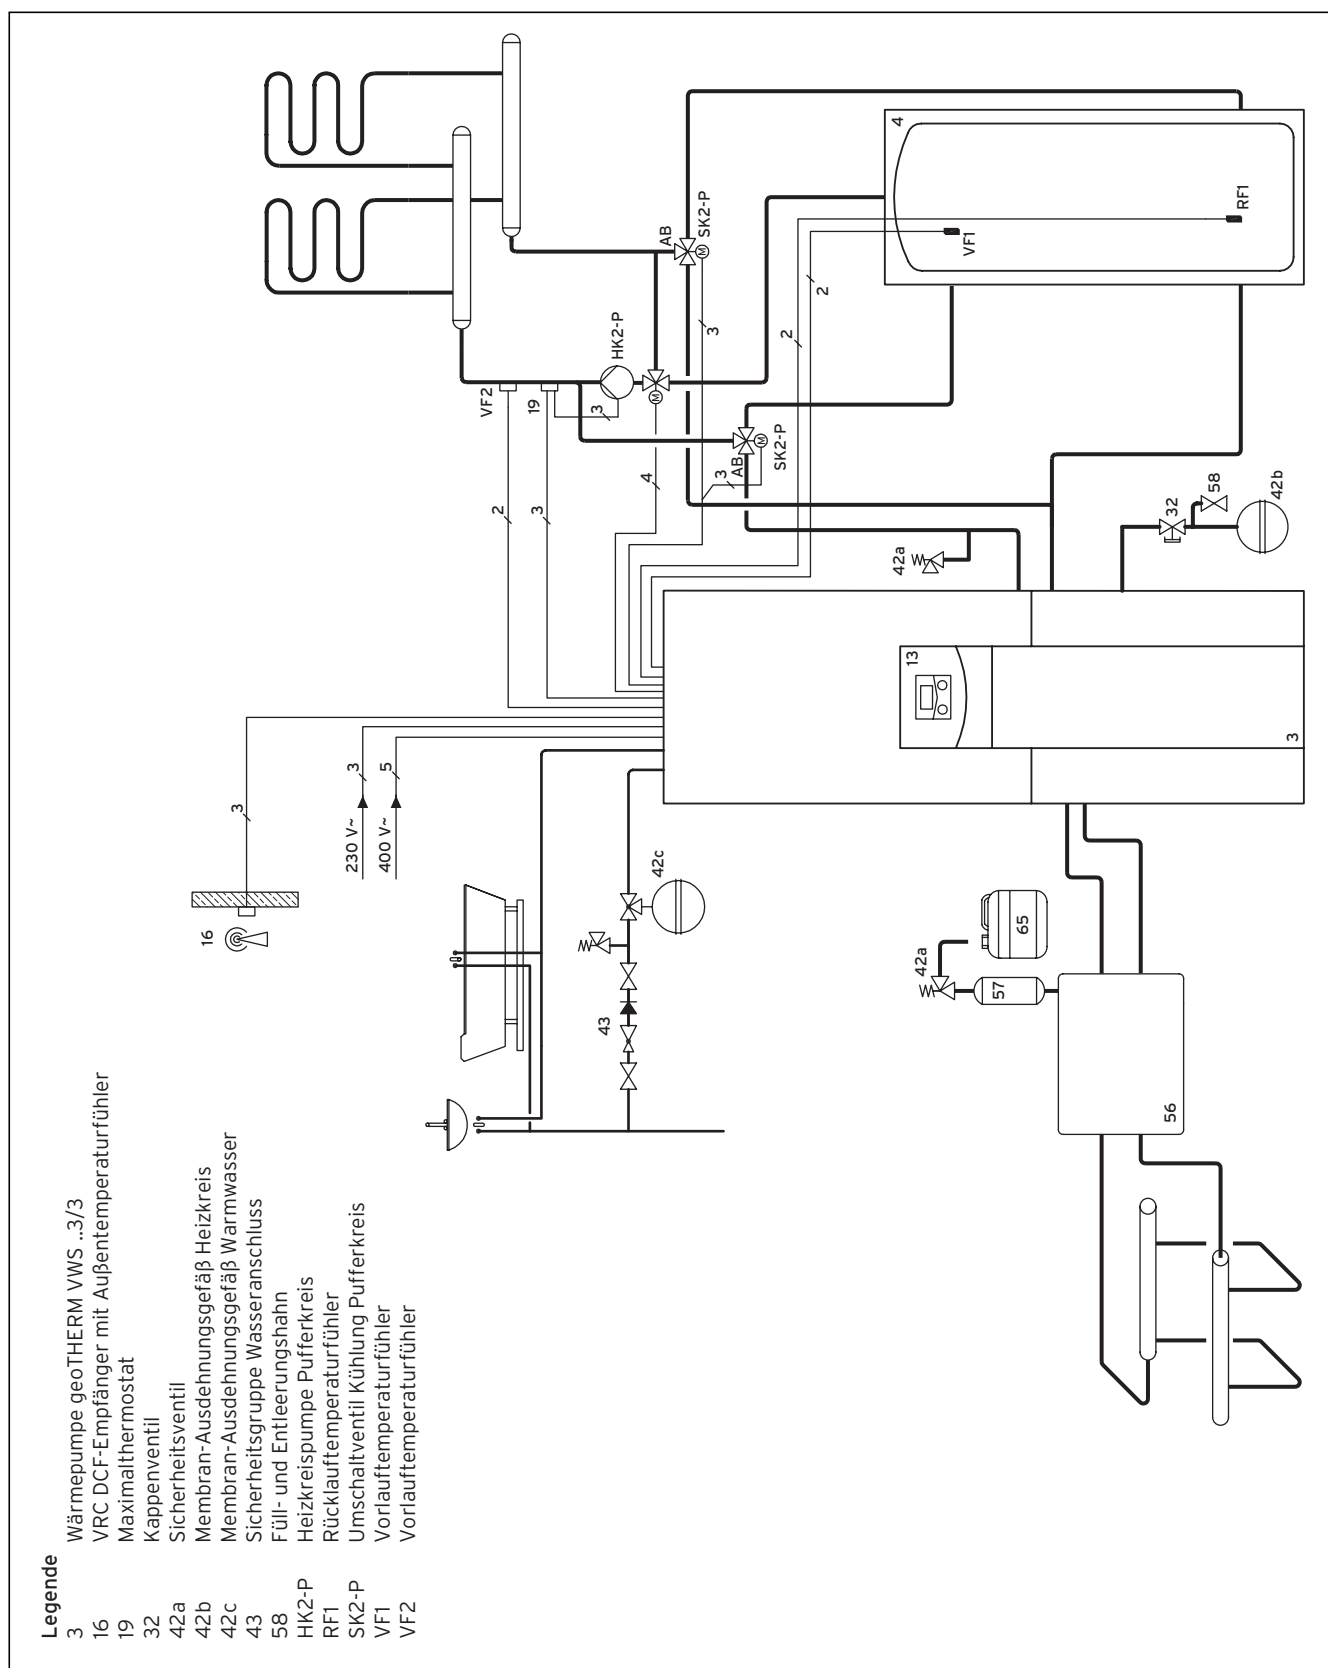 Legende
3 Wärmepumpe geoTHERM VWS ..3/3
16 VRC DCF-Empfänger mit Außentemperaturfühler
19 Maximalthermostat
32 Kappenventil
42a Sicherheitsventil
42b Membran-Ausdehnungsgefäß Heizkreis
42c Membran-Ausdehnungsgefäß Warmwasser
43 Sicherheitsgruppe Wasseranschluss
58 Füll- und Entleerungshahn
HK2-P Heizkreispumpe Pufferkreis
RF1 Rücklauftemperaturfühler
SK2-P Umschaltventil Kühlung Pufferkreis
VF1 Vorlauftemperaturfühler
VF2 Vorlauftemperaturfühler
16
3
230 V~
3
400 V~
5
43
42c
VF2
19
3
HK2-P
2
3
4
3
AB
SK2-P
AB
SK2-P
3
2
2
4
VF1
RF1
42a
32
58
42b
13
3
42a
65
57
56